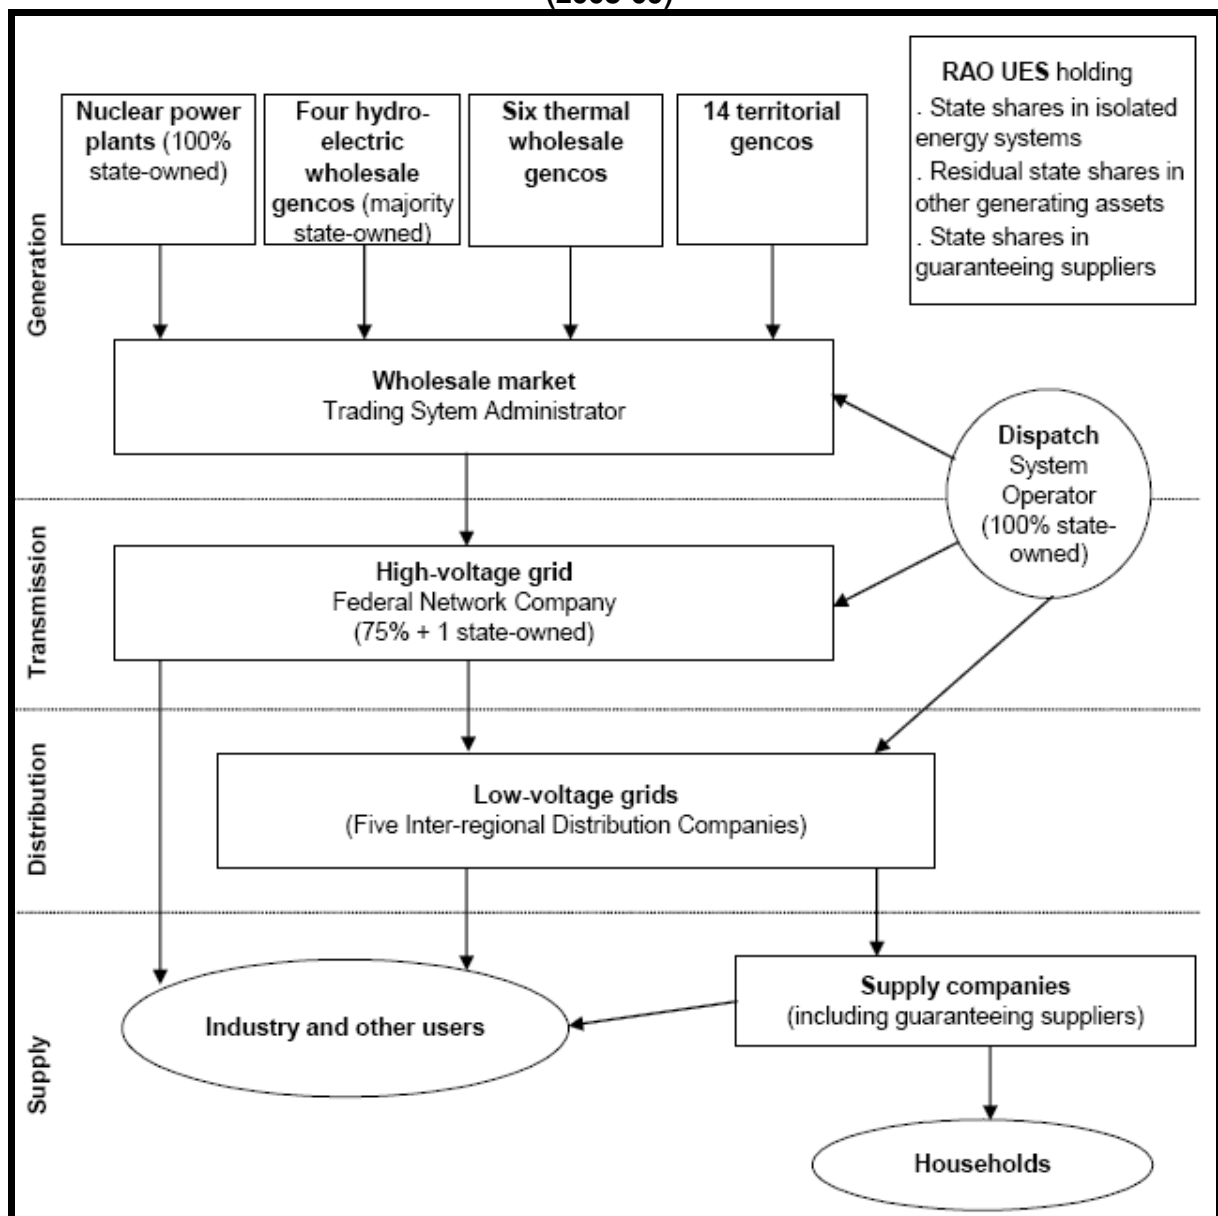 Nuclear power
plants (100%
state-owned)
Four hydro-
electric
wholesale
gencos (majority
state-owned)
Six thermal
wholesale
gencos
14 territorial
gencos
RAO UES holding
. State shares in isolated
energy systems
. Residual state shares in
other generating assets
. State shares in
guaranteeing suppliers
Generation
Wholesale market
Trading Sytem Administrator
Dispatch
System
Operator
(100% state-
owned)
Transmission
High-voltage grid
Federal Network Company
(75% + 1 state-owned)
Distribution
Low-voltage grids
(Five Inter-regional Distribution Companies)
Supply
Industry and other users
Supply companies
(including guaranteeing suppliers)
Households